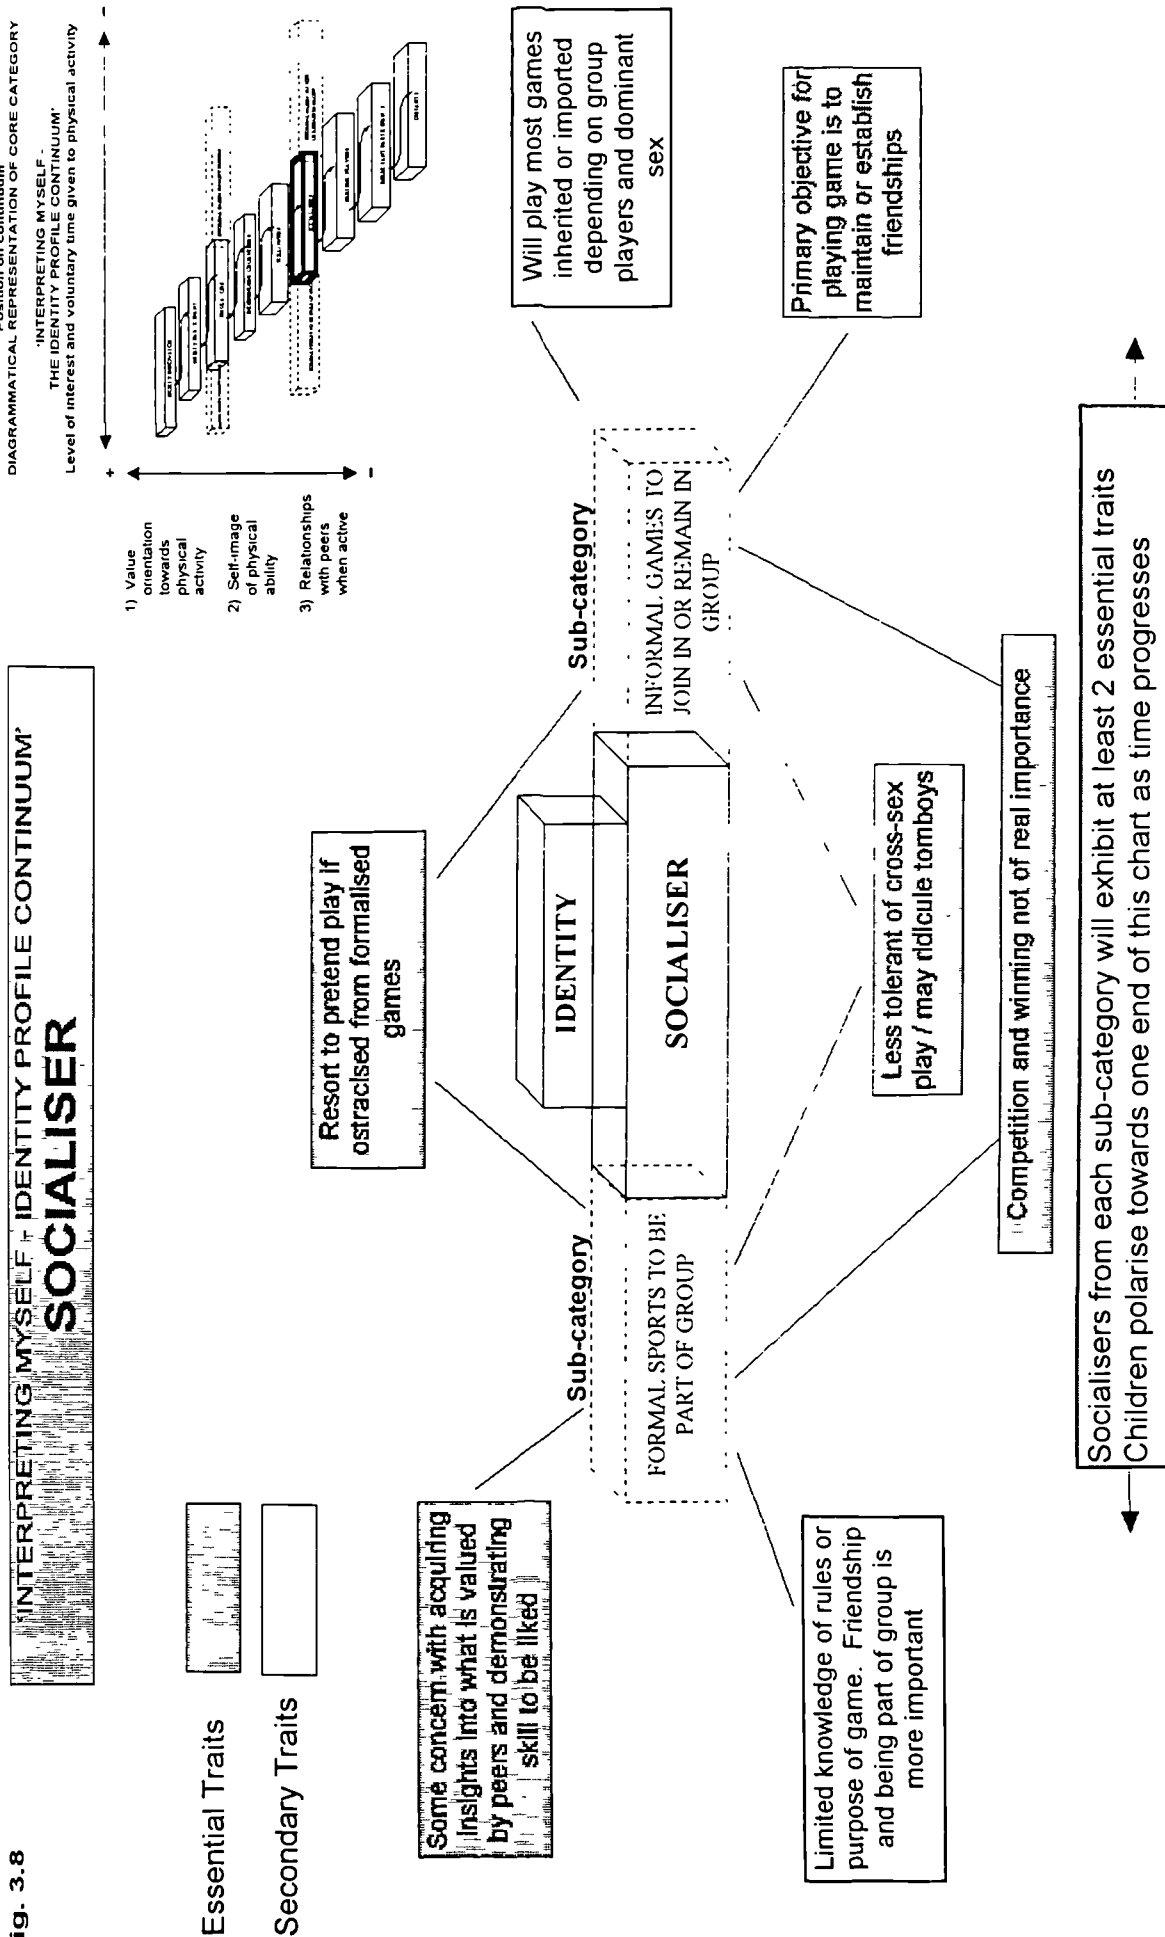 ig. 3.8
'INTERPRETING MYSELF - IDENTITY PROFILE CONTINUUM'
SOCIALISER
Position on Continuum
DIAGRAMMATICAL REPRESENTATION OF CORE CATEGORY
'INTERPRETING MYSELF -
THE IDENTITY PROFILE CONTINUUM'
Level of interest and voluntary time given to physical activity
+
-
1) Value
orientation
towards
physical
activity
2) Self-image
of physical
ability
3) Relationships
with peers
when active
-
Essential Traits
Secondary Traits
Resort to pretend play if
ostracised from formalised
games
Some concern with acquiring
insights into what is valued
by peers and demonstrating
skill to be liked
Sub-category
FORMAL SPORTS TO BE
PART OF GROUP
IDENTITY
SOCIALISER
Sub-category
INFORMAL GAMES TO
JOIN IN OR REMAIN IN
GROUP
Will play most games
inherited or imported
depending on group
players and dominant
sex
Limited knowledge of rules or
purpose of game. Friendship
and being part of group is
more important
Less tolerant of cross-sex
play / may ridicule tomboys
Primary objective for
playing game is to
maintain or establish
friendships
Competition and winning not of real importance
Socialisers from each sub-category will exhibit at least 2 essential traits
Children polarise towards one end of this chart as time progresses